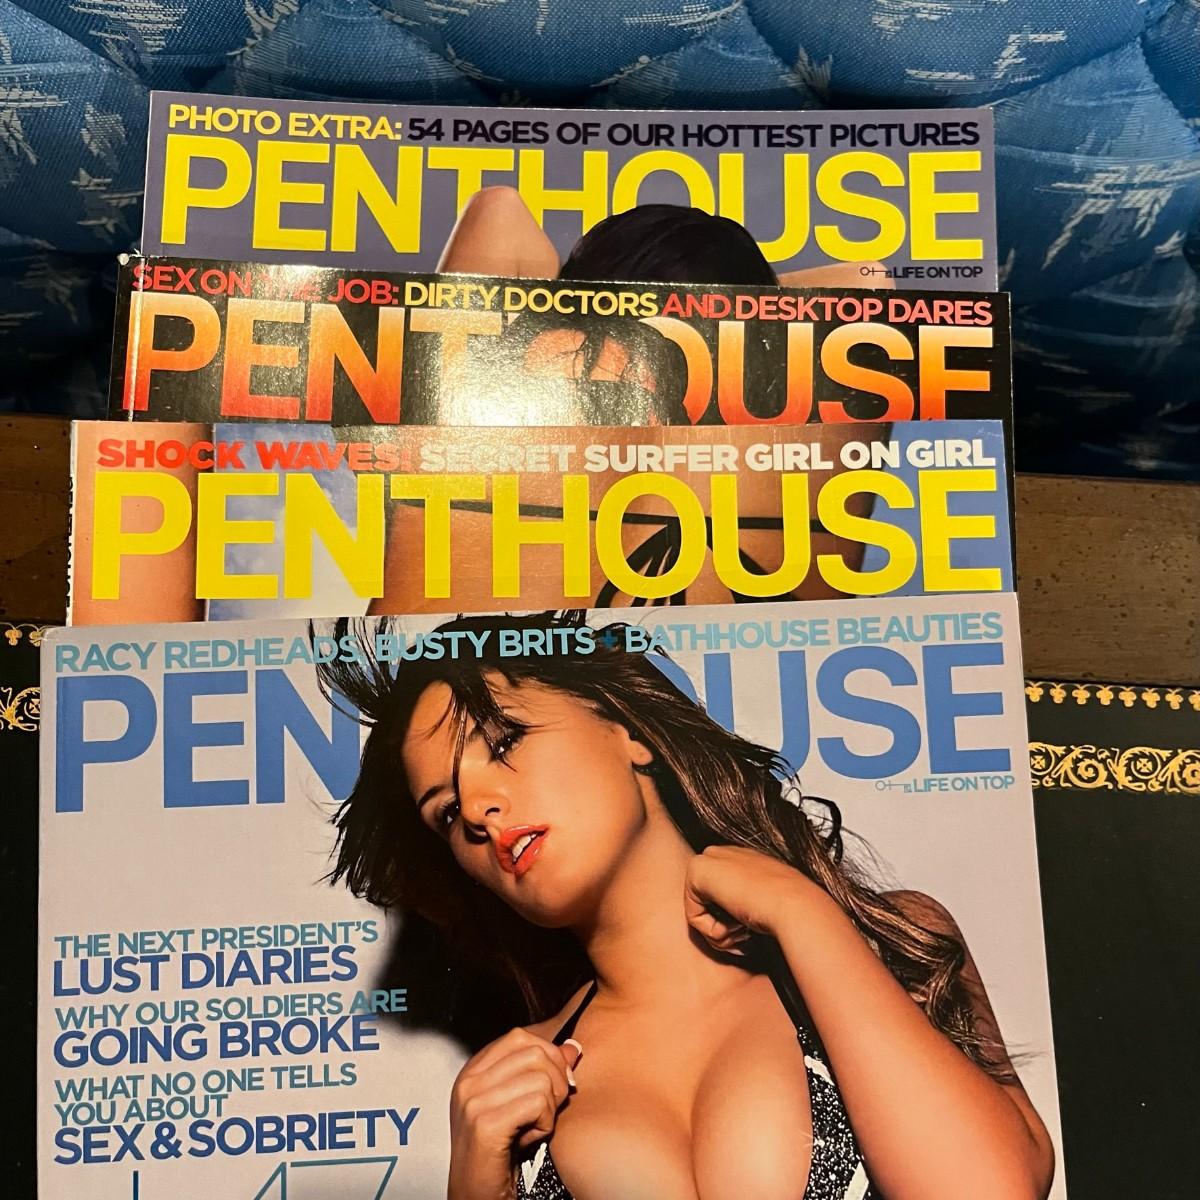 PHOTO EXTRA: 54 PAGES OF OUR HOTTEST PICTURES
PENTHOUSE
LIFE ON TOP
SEX ON THE JOB: DIRTY DOCTORS AND DESKTOP DARES
PENTHOUSE
SHOCK WAVES! SECRET SURFER GIRL ON GIRL
PENTHOUSE
RACY REDHEADS, BUSTY BRITS + BATHHOUSE BEAUTIES
PENTHOUSE
LIFE ON TOP
THE NEXT PRESIDENT'S
LUST DIARIES
WHY OUR SOLDIERS ARE
GOING BROKE
WHAT NO ONE TELLS
YOU ABOUT
SEX & SOBRIETY